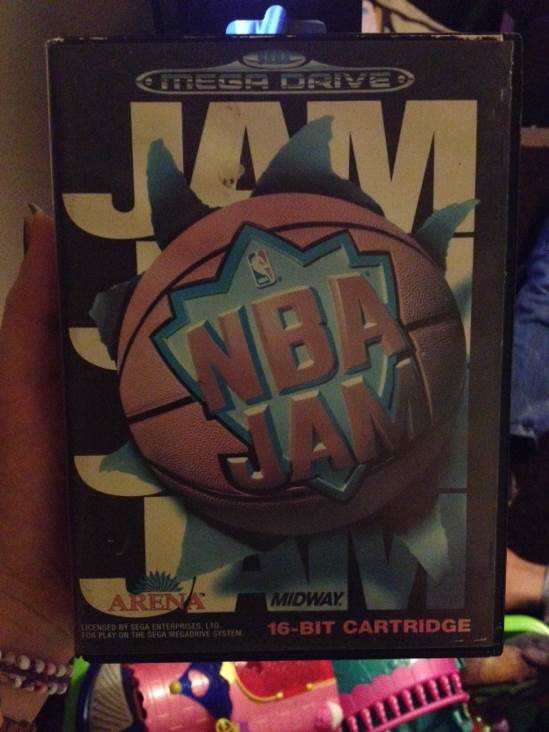 SEGA
MEGA DRIVE
JAM
NBA
JAM
ARENA
MIDWAY
LICENSED BY SEGA ENTERPRISES, LTD.
FOR PLAY ON THE SEGA MEGADRIVE SYSTEM.
16-BIT CARTRIDGE